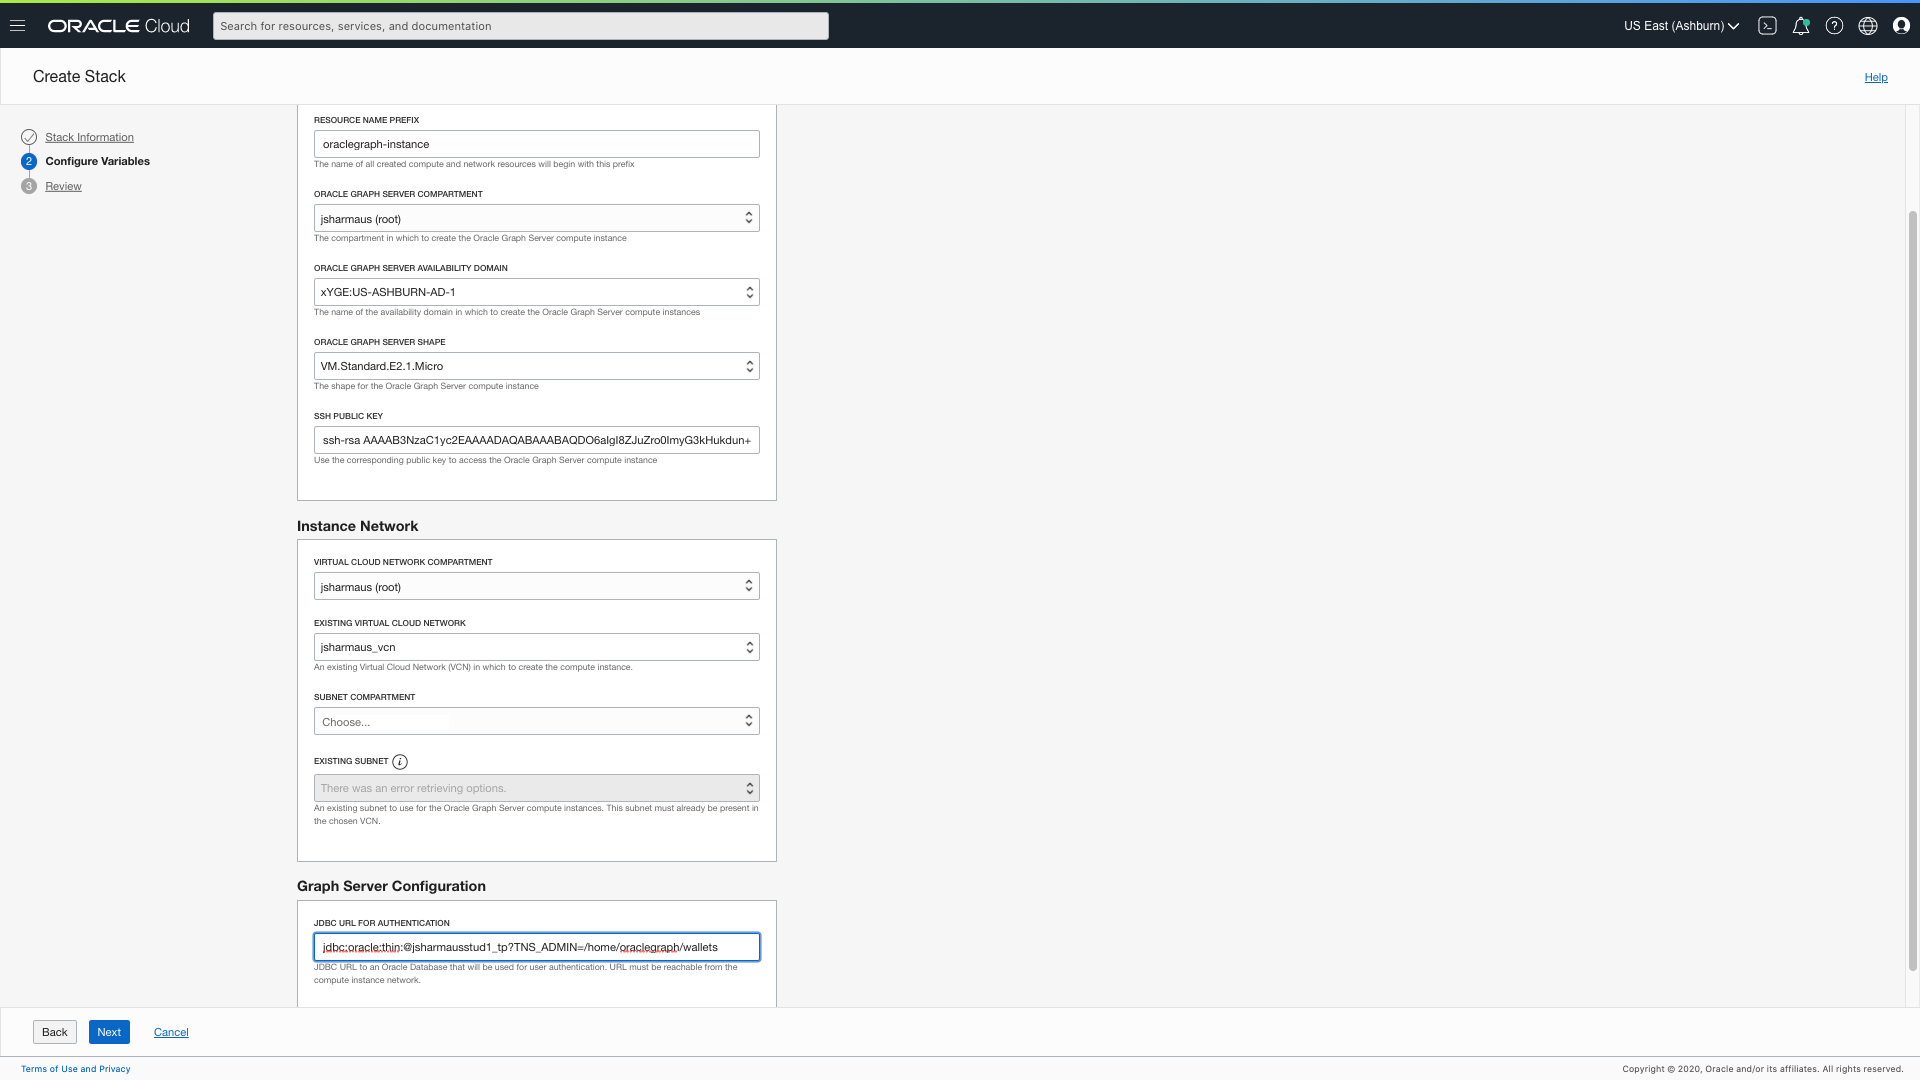 ORACLE Cloud
Search for resources, services, and documentation
US East (Ashburn)
Create Stack
Help
Stack Information
2 Configure Variables
3 Review
RESOURCE NAME PREFIX
oraclegraph-instance
The name of all created compute and network resources will begin with this prefix
ORACLE GRAPH SERVER COMPARTMENT
jsharmaus (root)
The compartment in which to create the Oracle Graph Server compute instance
ORACLE GRAPH SERVER AVAILABILITY DOMAIN
xYGE:US-ASHBURN-AD-1
The name of the availability domain in which to create the Oracle Graph Server compute instances
ORACLE GRAPH SERVER SHAPE
VM.Standard.E2.1.Micro
The shape for the Oracle Graph Server compute instance
SSH PUBLIC KEY
ssh-rsa AAAAB3NzaC1yc2EAAAADAQABAAABAQDO6algI8ZJuZro0ImyG3kHukdun+
Use the corresponding public key to access the Oracle Graph Server compute instance
Instance Network
VIRTUAL CLOUD NETWORK COMPARTMENT
jsharmaus (root)
EXISTING VIRTUAL CLOUD NETWORK
jsharmaus_vcn
An existing Virtual Cloud Network (VCN) in which to create the compute instance.
SUBNET COMPARTMENT
Choose...
EXISTING SUBNET i
There was an error retrieving options.
An existing subnet to use for the Oracle Graph Server compute instances. This subnet must already be present in
the chosen VCN.
Graph Server Configuration
JDBC URL FOR AUTHENTICATION
jdbc:oracle:thin:@jsharmausstud1_tp?TNS_ADMIN=/home/oraclegraph/wallets
JDBC URL to an Oracle Database that will be used for user authentication. URL must be reachable from the
compute instance network.
Back
Next
Cancel
Terms of Use and Privacy
Copyright © 2020, Oracle and/or its affiliates. All rights reserved.